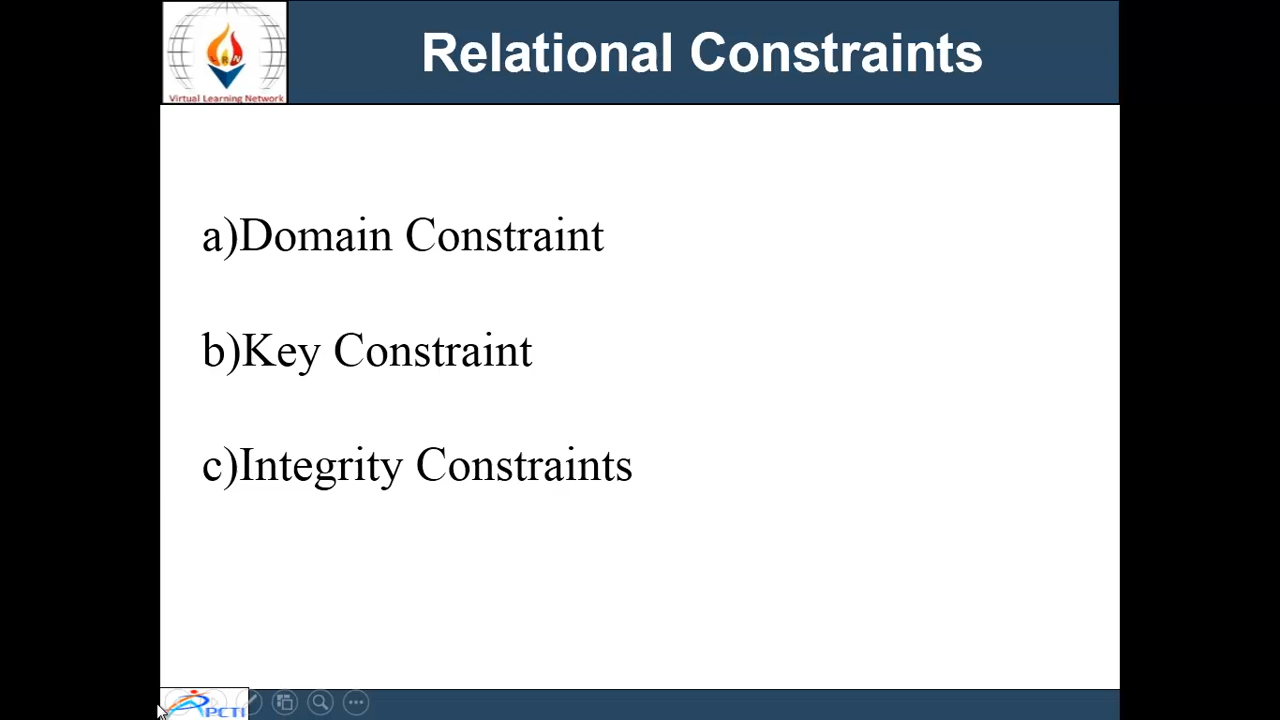 Relational Constraints
Virtual Learning Network
a)Domain Constraint
b)Key Constraint
c)Integrity Constraints
PCTI